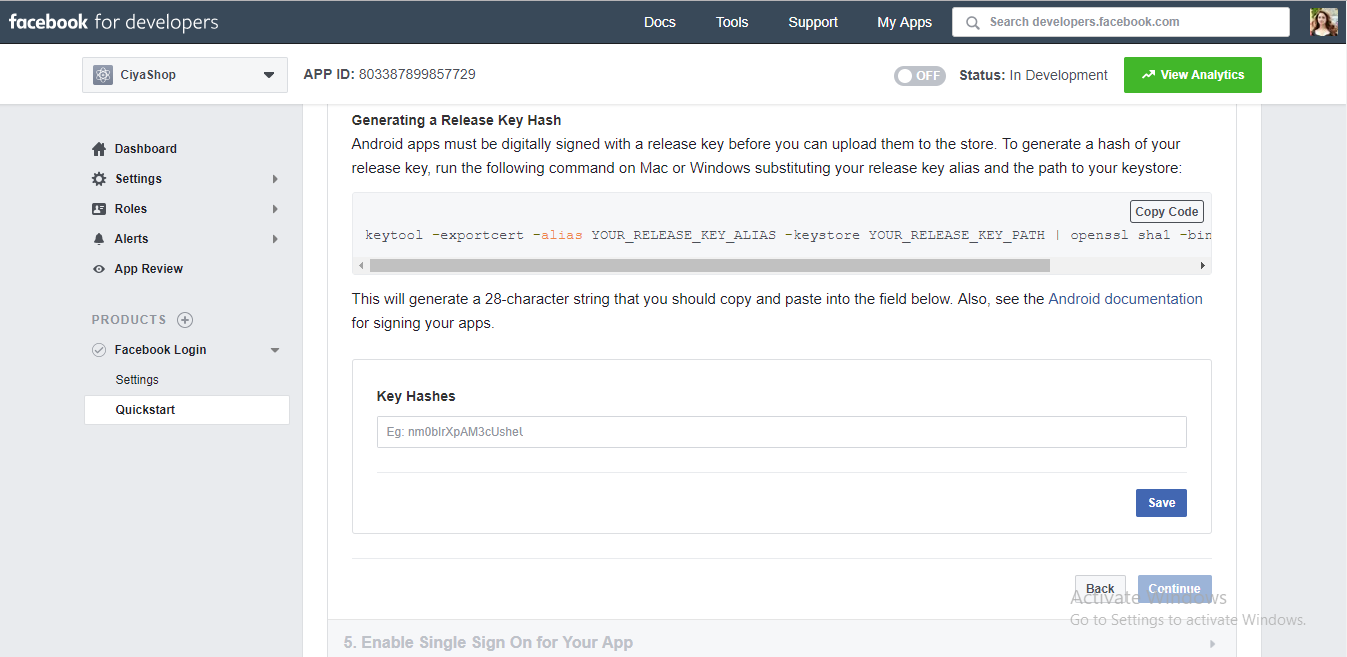 facebook for developers
Docs
Tools
Support
My Apps
Search developers.facebook.com
CiyaShop
APP ID: 803387899857729
OFF
Status: In Development
View Analytics
Dashboard
Settings
Roles
Alerts
App Review
PRODUCTS
Facebook Login
Settings
Quickstart
Generating a Release Key Hash
Android apps must be digitally signed with a release key before you can upload them to the store. To generate a hash of your
release key, run the following command on Mac or Windows substituting your release key alias and the path to your keystore:
Copy Code
keytool -exportcert -alias YOUR_RELEASE_KEY_ALIAS -keystore YOUR_RELEASE_KEY_PATH | openssl sha1 -bin
This will generate a 28-character string that you should copy and paste into the field below. Also, see the Android documentation
for signing your apps.
Key Hashes
Eg: nm0blrXpAM3cUshel
Save
Back
Continue
Activate Windows
Go to Settings to activate Windows.
5. Enable Single Sign On for Your App